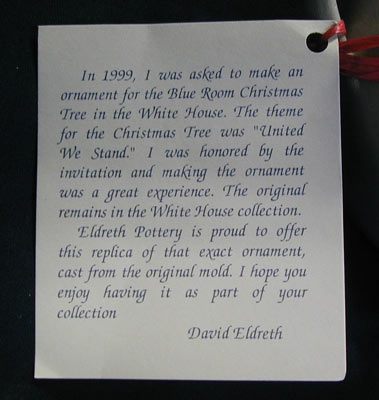 In 1999, I was asked to make an
ornament for the Blue Room Christmas
Tree in the White House. The theme
for the Christmas Tree was "United
We Stand." I was honored by the
invitation and making the ornament
was a great experience. The original
remains in the White House collection.
Eldreth Pottery is proud to offer
this replica of that exact ornament,
cast from the original mold. I hope you
enjoy having it as part of your
collection
David Eldreth